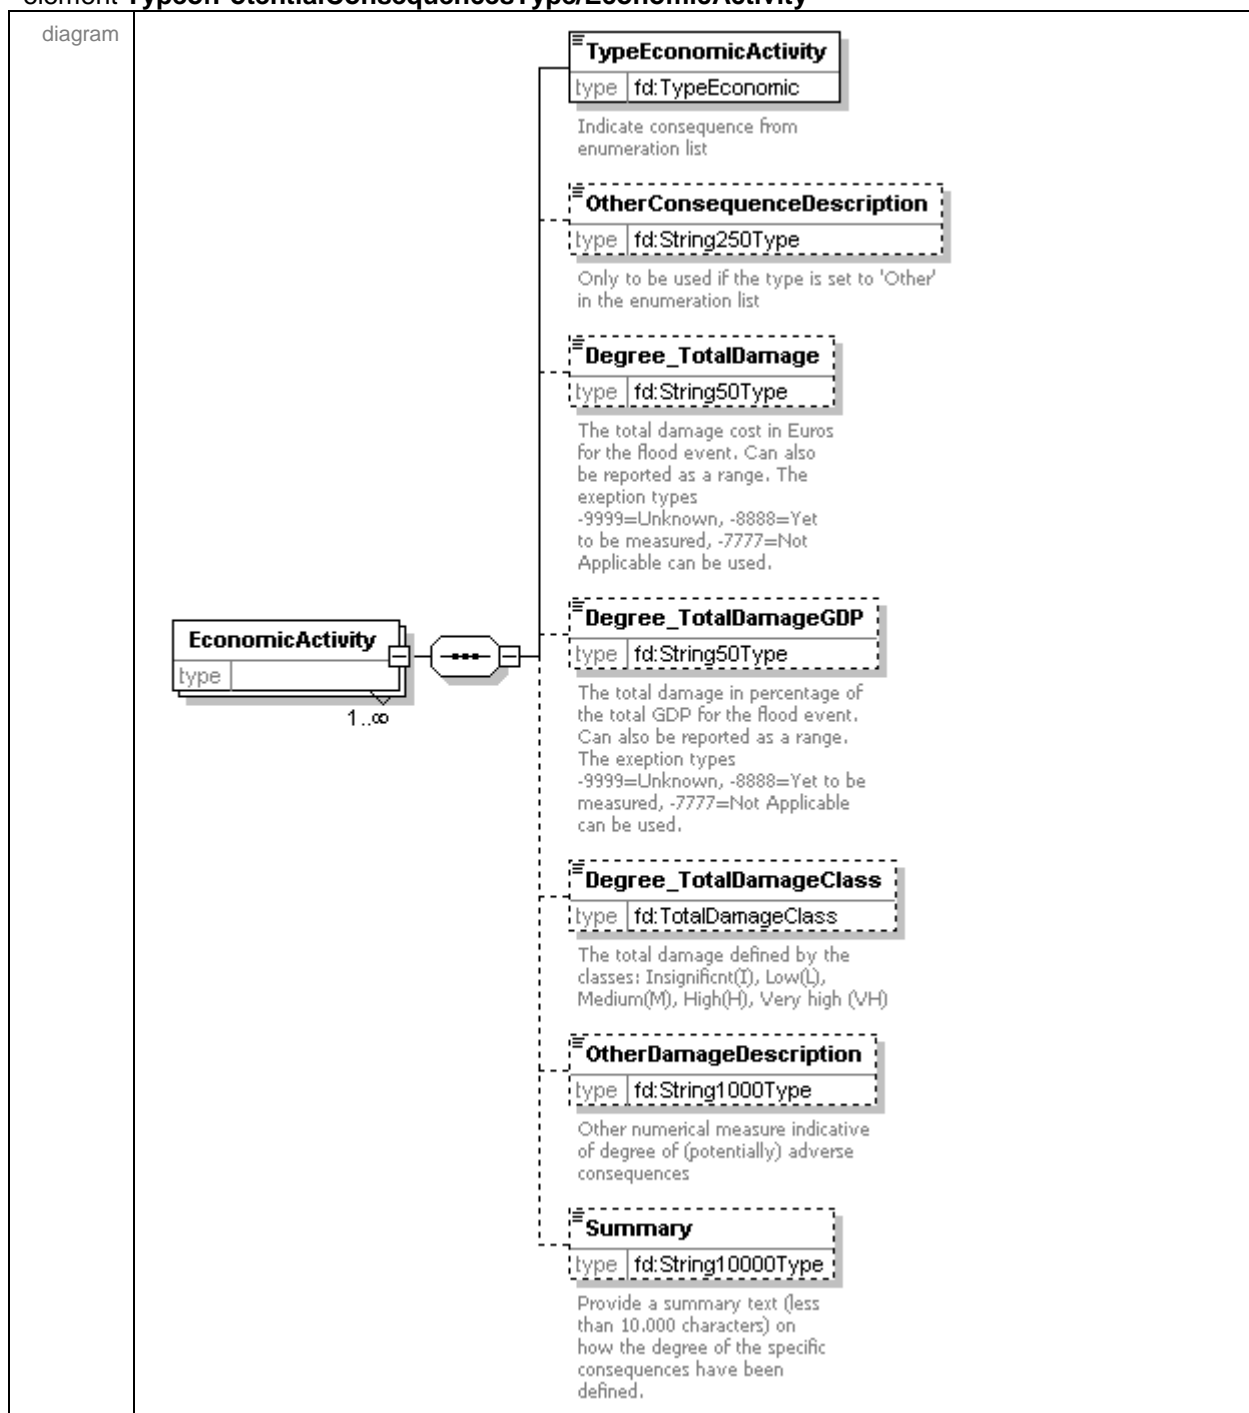 diagram
TypeEconomicActivity
type fd:TypeEconomic
Indicate consequence from
enumeration list
OtherConsequenceDescription
type fd:String250Type
Only to be used if the type is set to 'Other'
in the enumeration list
Degree_TotalDamage
type fd:String50Type
The total damage cost in Euros
for the flood event. Can also
be reported as a range. The
exeption types
-9999=Unknown, -8888=Yet
to be measured, -7777=Not
Applicable can be used.
Degree_TotalDamageGDP
type fd:String50Type
The total damage in percentage of
the total GDP for the flood event.
Can also be reported as a range.
The exeption types
-9999=Unknown, -8888=Yet to be
measured, -7777=Not Applicable
can be used.
EconomicActivity
type
1..∞
Degree_TotalDamageClass
type fd:TotalDamageClass
The total damage defined by the
classes: Insignificnt(I), Low(L),
Medium(M), High(H), Very high (VH)
OtherDamageDescription
type fd:String1000Type
Other numerical measure indicative
of degree of (potentially) adverse
consequences
Summary
type fd:String10000Type
Provide a summary text (less
than 10.000 characters) on
how the degree of the specific
consequences have been
defined.